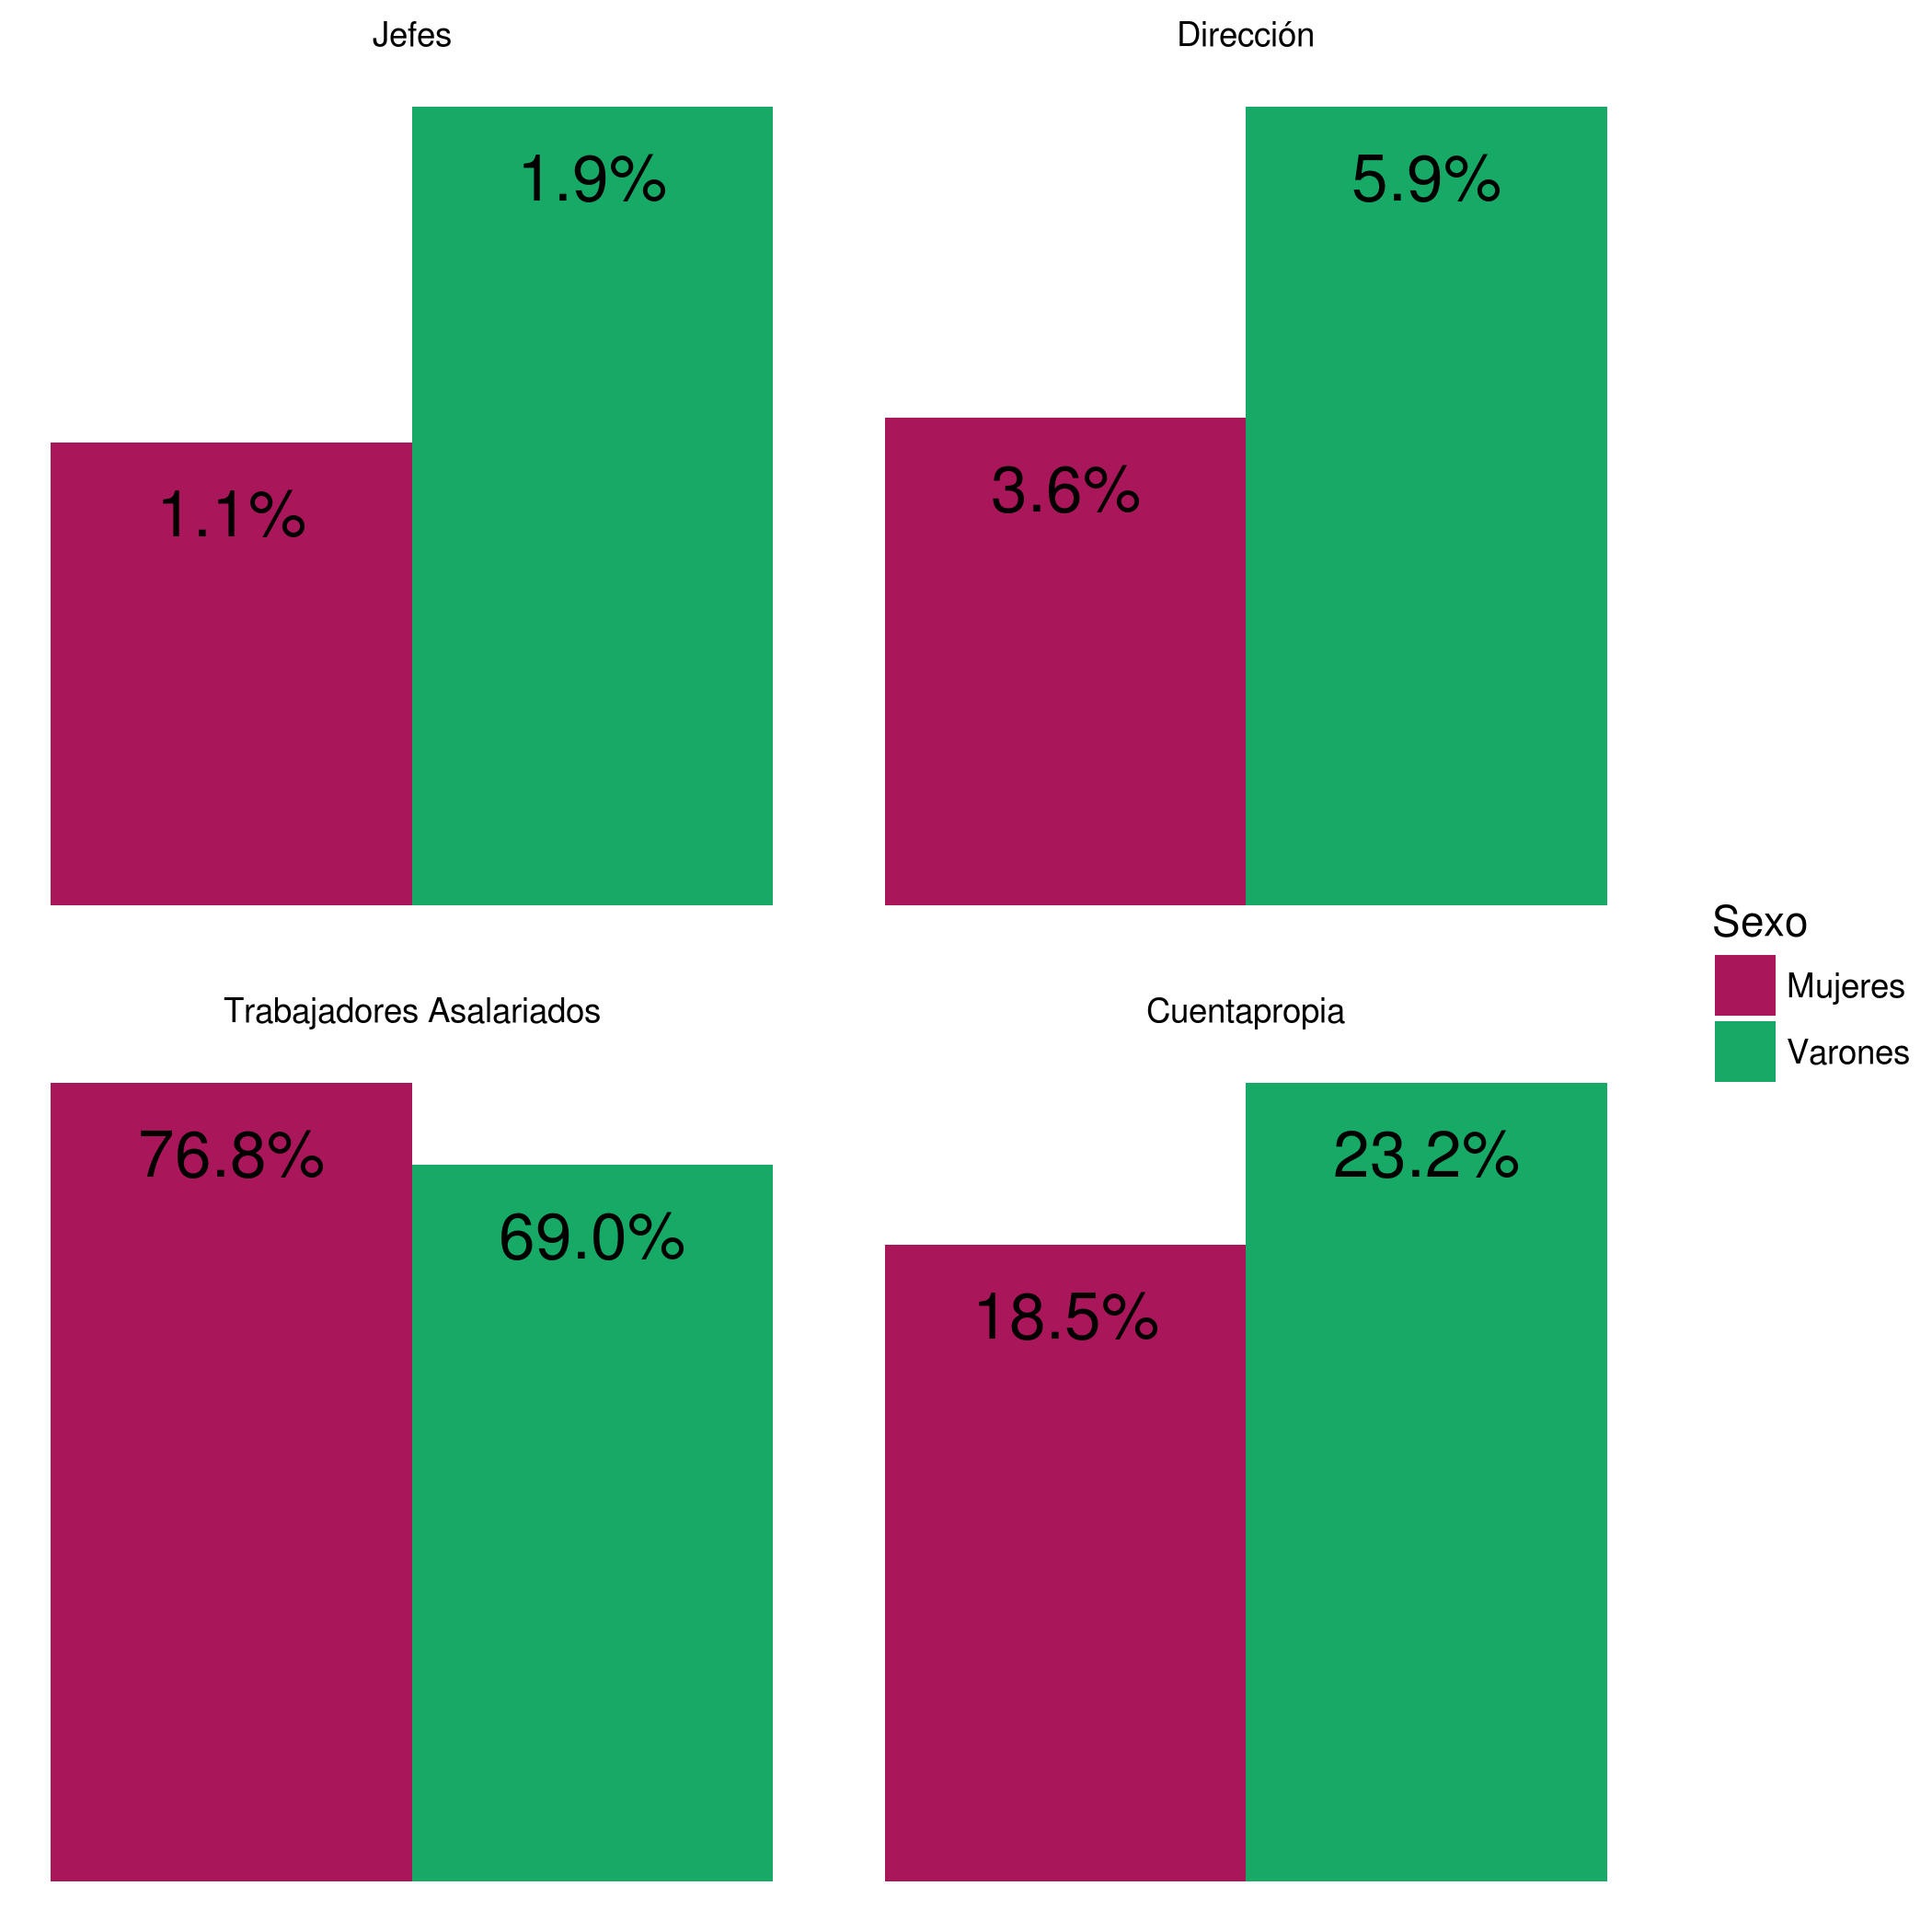 Jefes
Dirección
1.9%
5.9%
1.1%
3.6%
Trabajadores Asalariados
Cuentapropia
76.8%
69.0%
23.2%
18.5%
Sexo
Mujeres
Varones